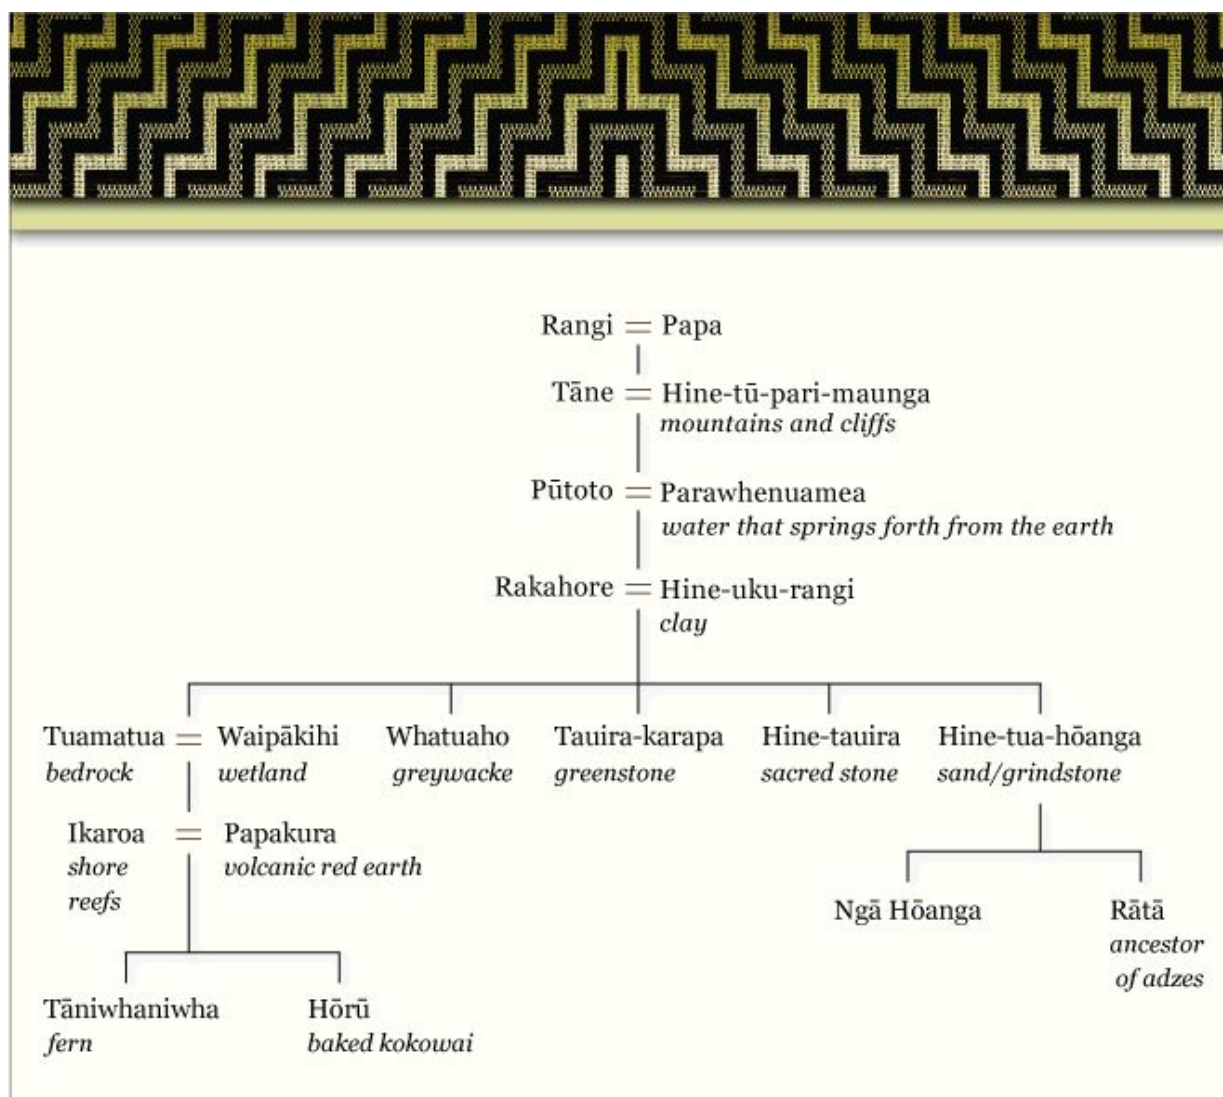 Rangi = Papa
Tāne = Hine-tū-pari-maunga
mountains and cliffs
Pūtoto = Parawhenuamea
water that springs forth from the earth
Rakahore = Hine-uku-rangi
clay
Tuamatua = Waipākihi Whatuaho Tauira-karapa Hine-tauira Hine-tua-hōanga
bedrock wetland greywacke greenstone sacred stone sand/grindstone
Ikaroa = Papakura
shore volcanic red earth
reefs
Ngā Hōanga Rātā
ancestor
of adzes
Tāniwhaniwha Hōrū
fern baked kokowai